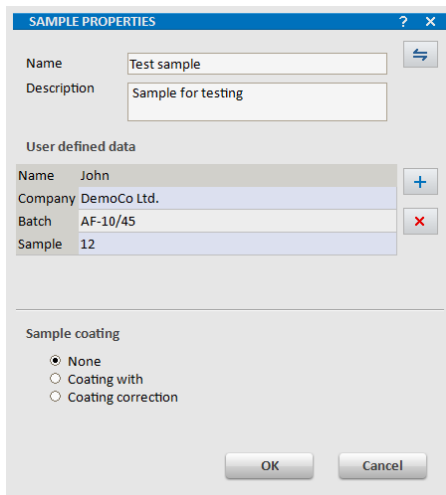 SAMPLE PROPERTIES ? ×
Name Test sample
Description Sample for testing
User defined data
Name John
Company DemoCo Ltd.
Batch AF-10/45
Sample 12
Sample coating
None
Coating with
Coating correction
OK Cancel